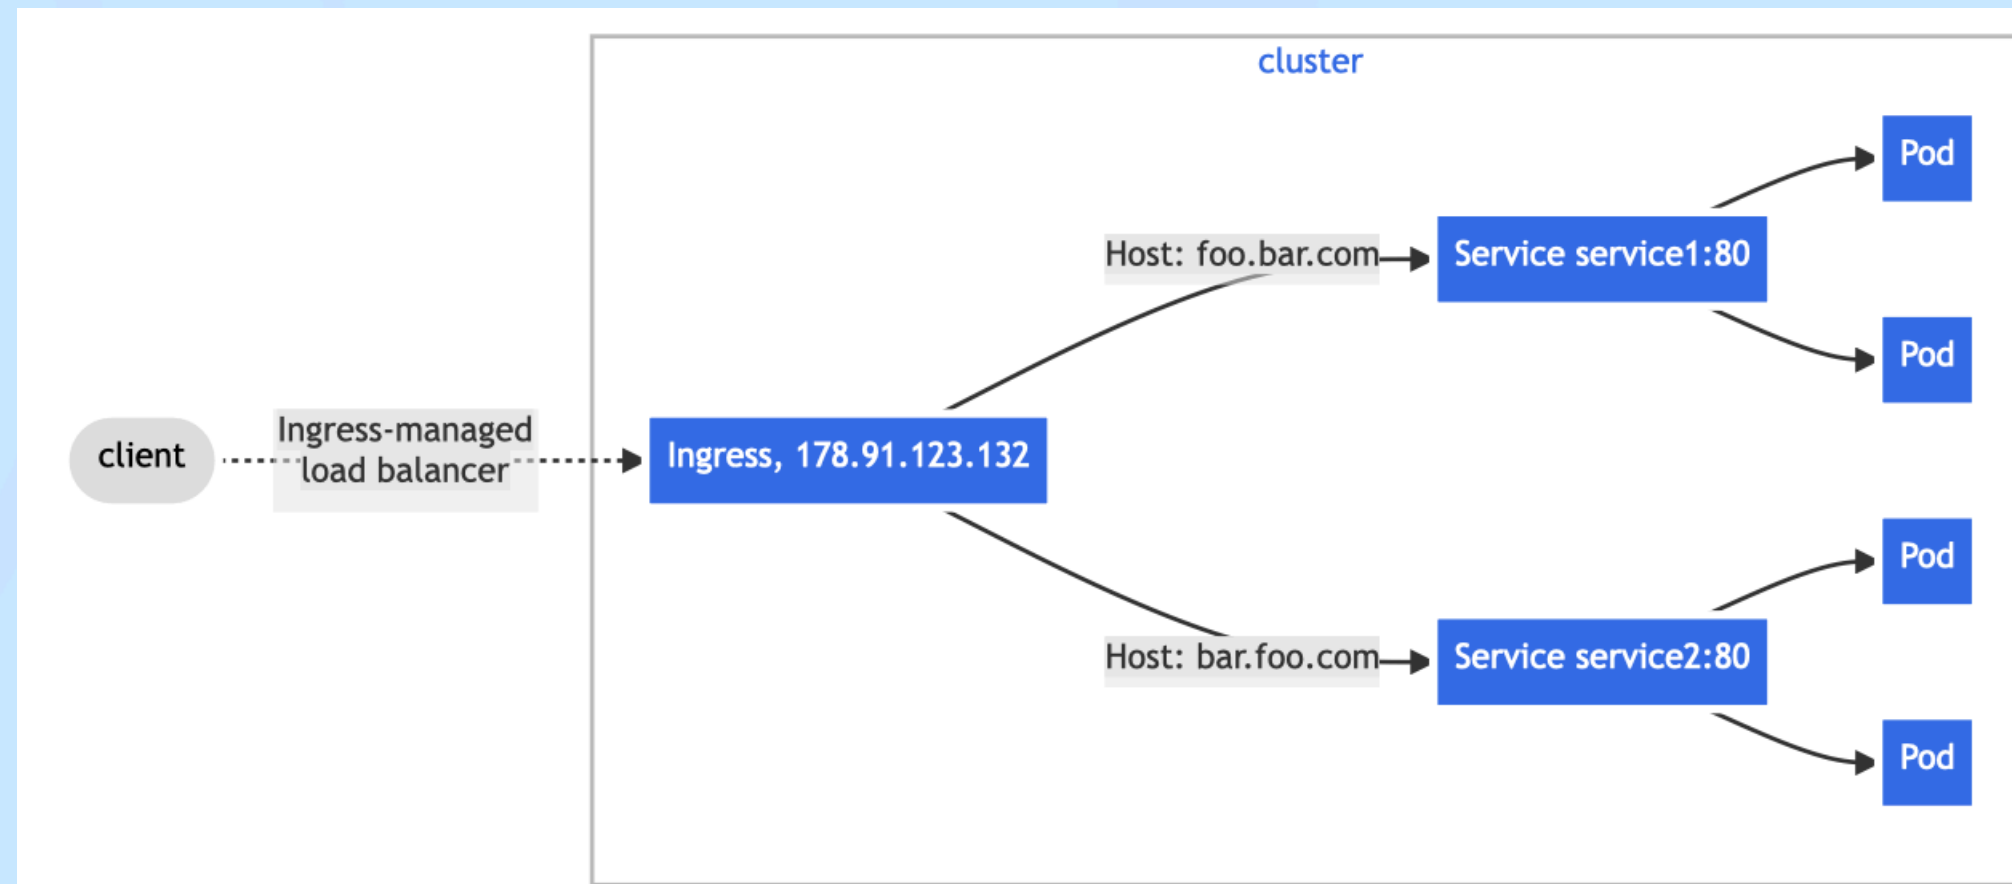 cluster
Pod
Host: foo.bar.com
Service service1:80
Pod
client
Ingress-managed
load balancer
Ingress, 178.91.123.132
Pod
Host: bar.foo.com
Service service2:80
Pod